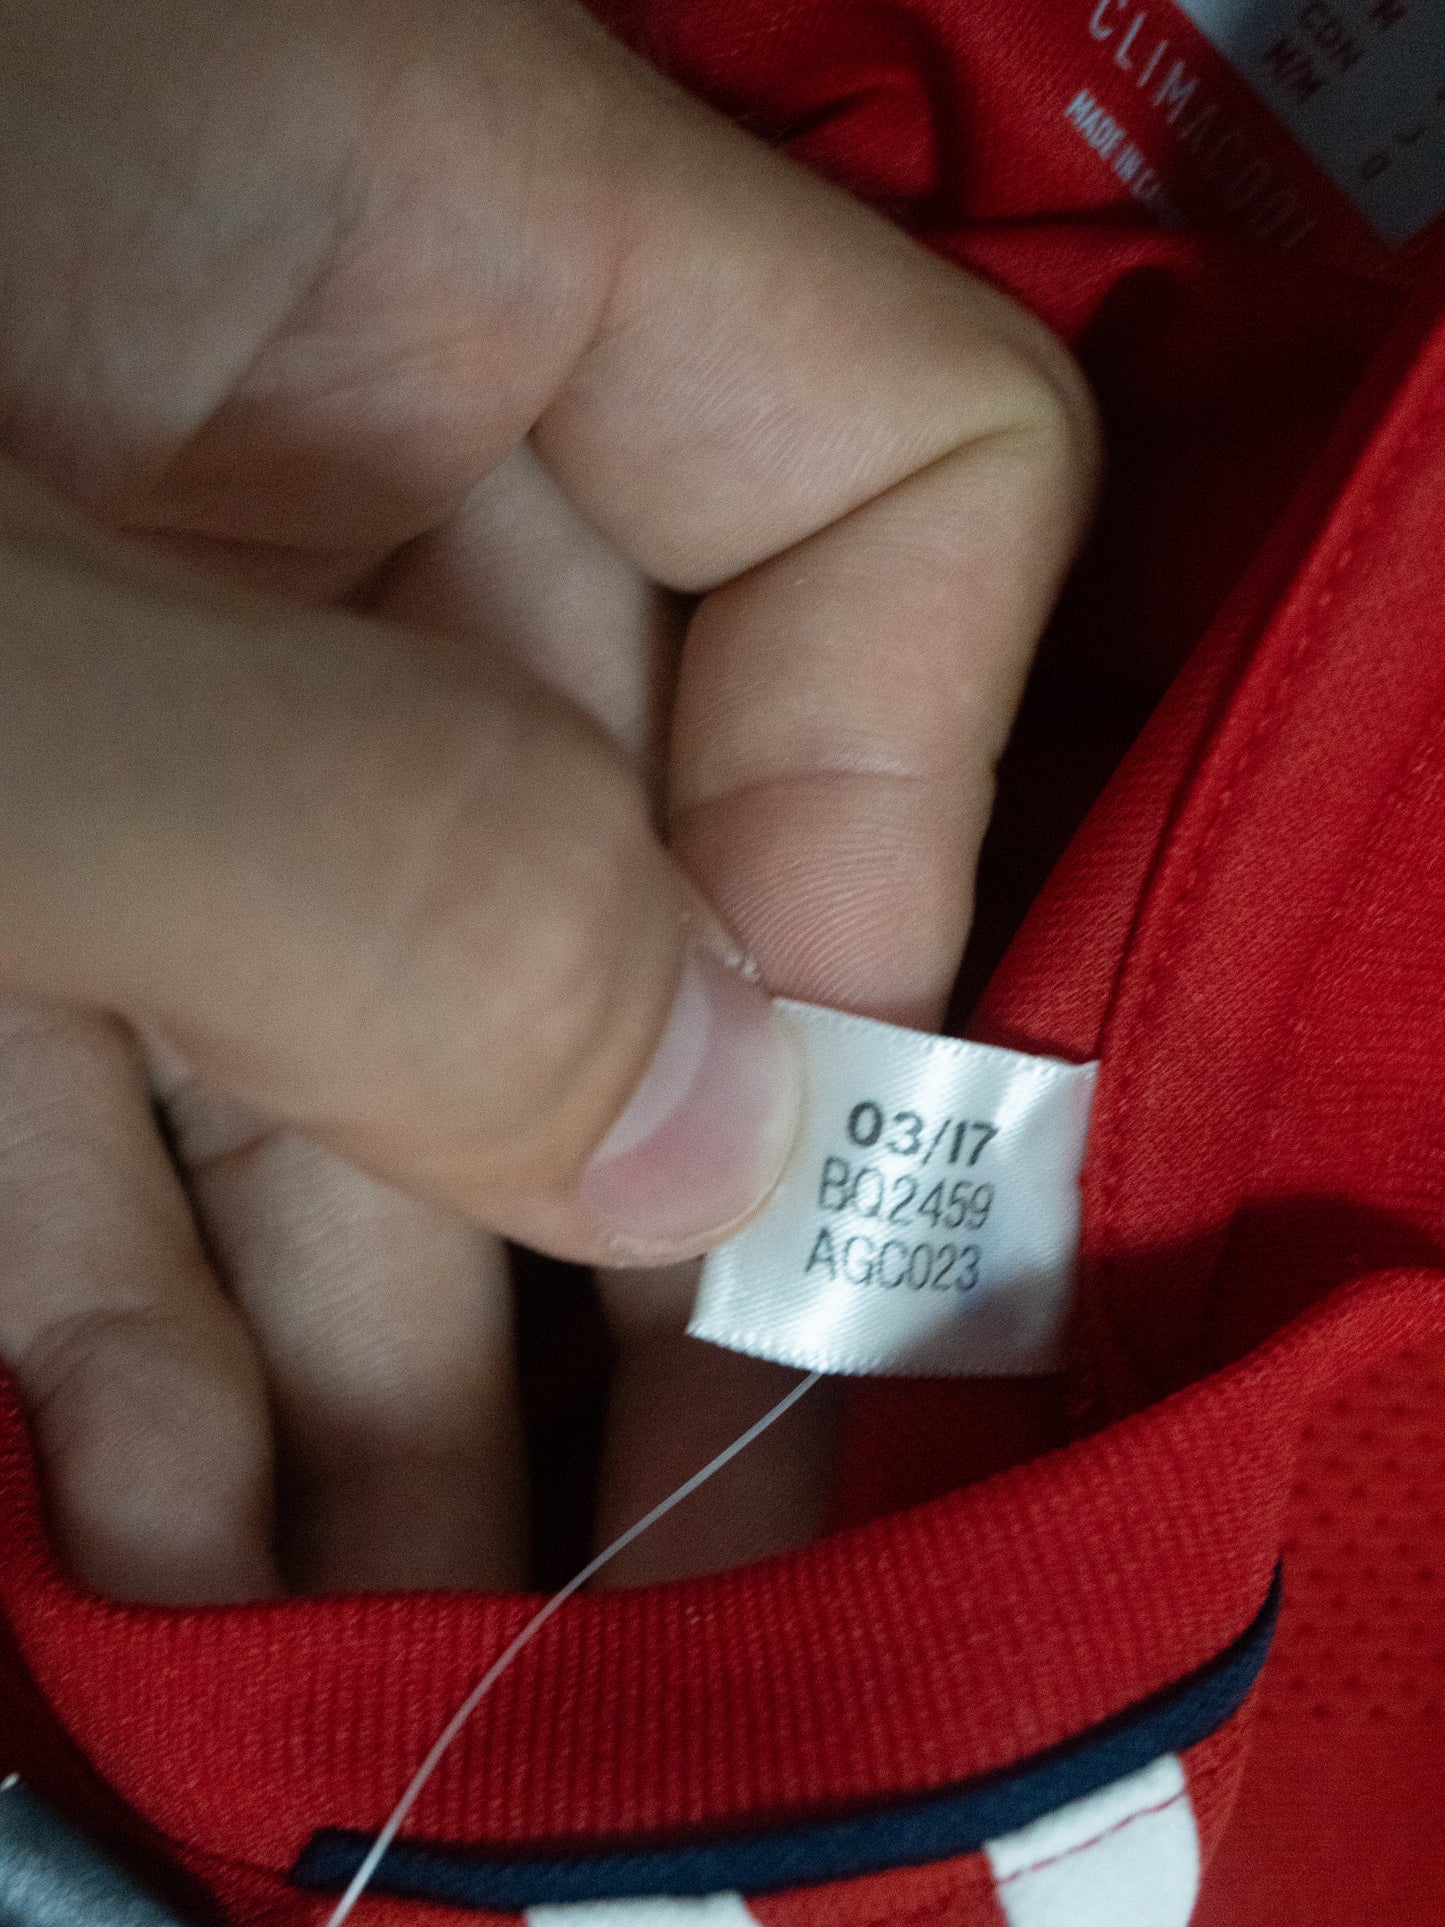 M
CLIMACOOL
MADE IN
03/17
BQ2459
AGC023